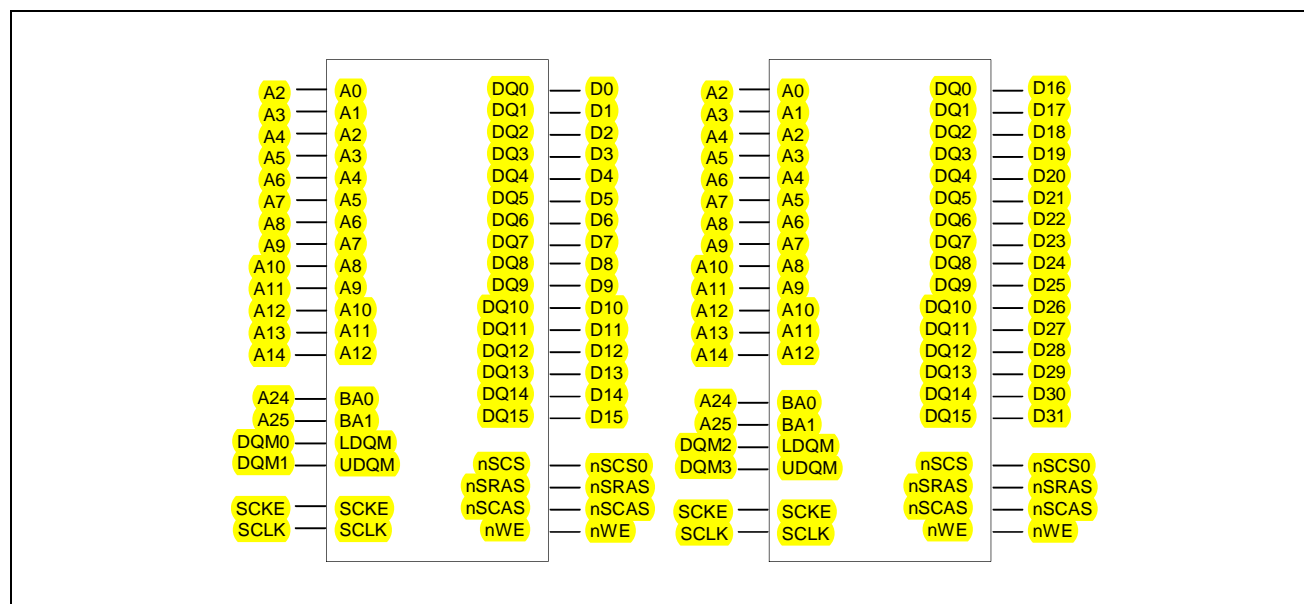 A2 A0 DQ0 D0
A3 A1 DQ1 D1
A4 A2 DQ2 D2
A5 A3 DQ3 D3
A6 A4 DQ4 D4
A7 A5 DQ5 D5
A8 A6 DQ6 D6
A9 A7 DQ7 D7
A10 A8 DQ8 D8
A11 A9 DQ9 D9
A12 A10 DQ10 D10
A13 A11 DQ11 D11
A14 A12 DQ12 D12
DQ13 D13
A24 BA0 DQ14 D14
A25 BA1 DQ15 D15
DQM0 LDQM
DQM1 UDQM nSCS nSCS0
nSRAS nSRAS
SCKE SCKE nSCAS nSCAS
SCLK SCLK nWE nWE
A2 A0 DQ0 D16
A3 A1 DQ1 D17
A4 A2 DQ2 D18
A5 A3 DQ3 D19
A6 A4 DQ4 D20
A7 A5 DQ5 D21
A8 A6 DQ6 D22
A9 A7 DQ7 D23
A10 A8 DQ8 D24
A11 A9 DQ9 D25
A12 A10 DQ10 D26
A13 A11 DQ11 D27
A14 A12 DQ12 D28
DQ13 D29
A24 BA0 DQ14 D30
A25 BA1 DQ15 D31
DQM2 LDQM
DQM3 UDQM nSCS nSCS0
nSRAS nSRAS
SCKE SCKE nSCAS nSCAS
SCLK SCLK nWE nWE